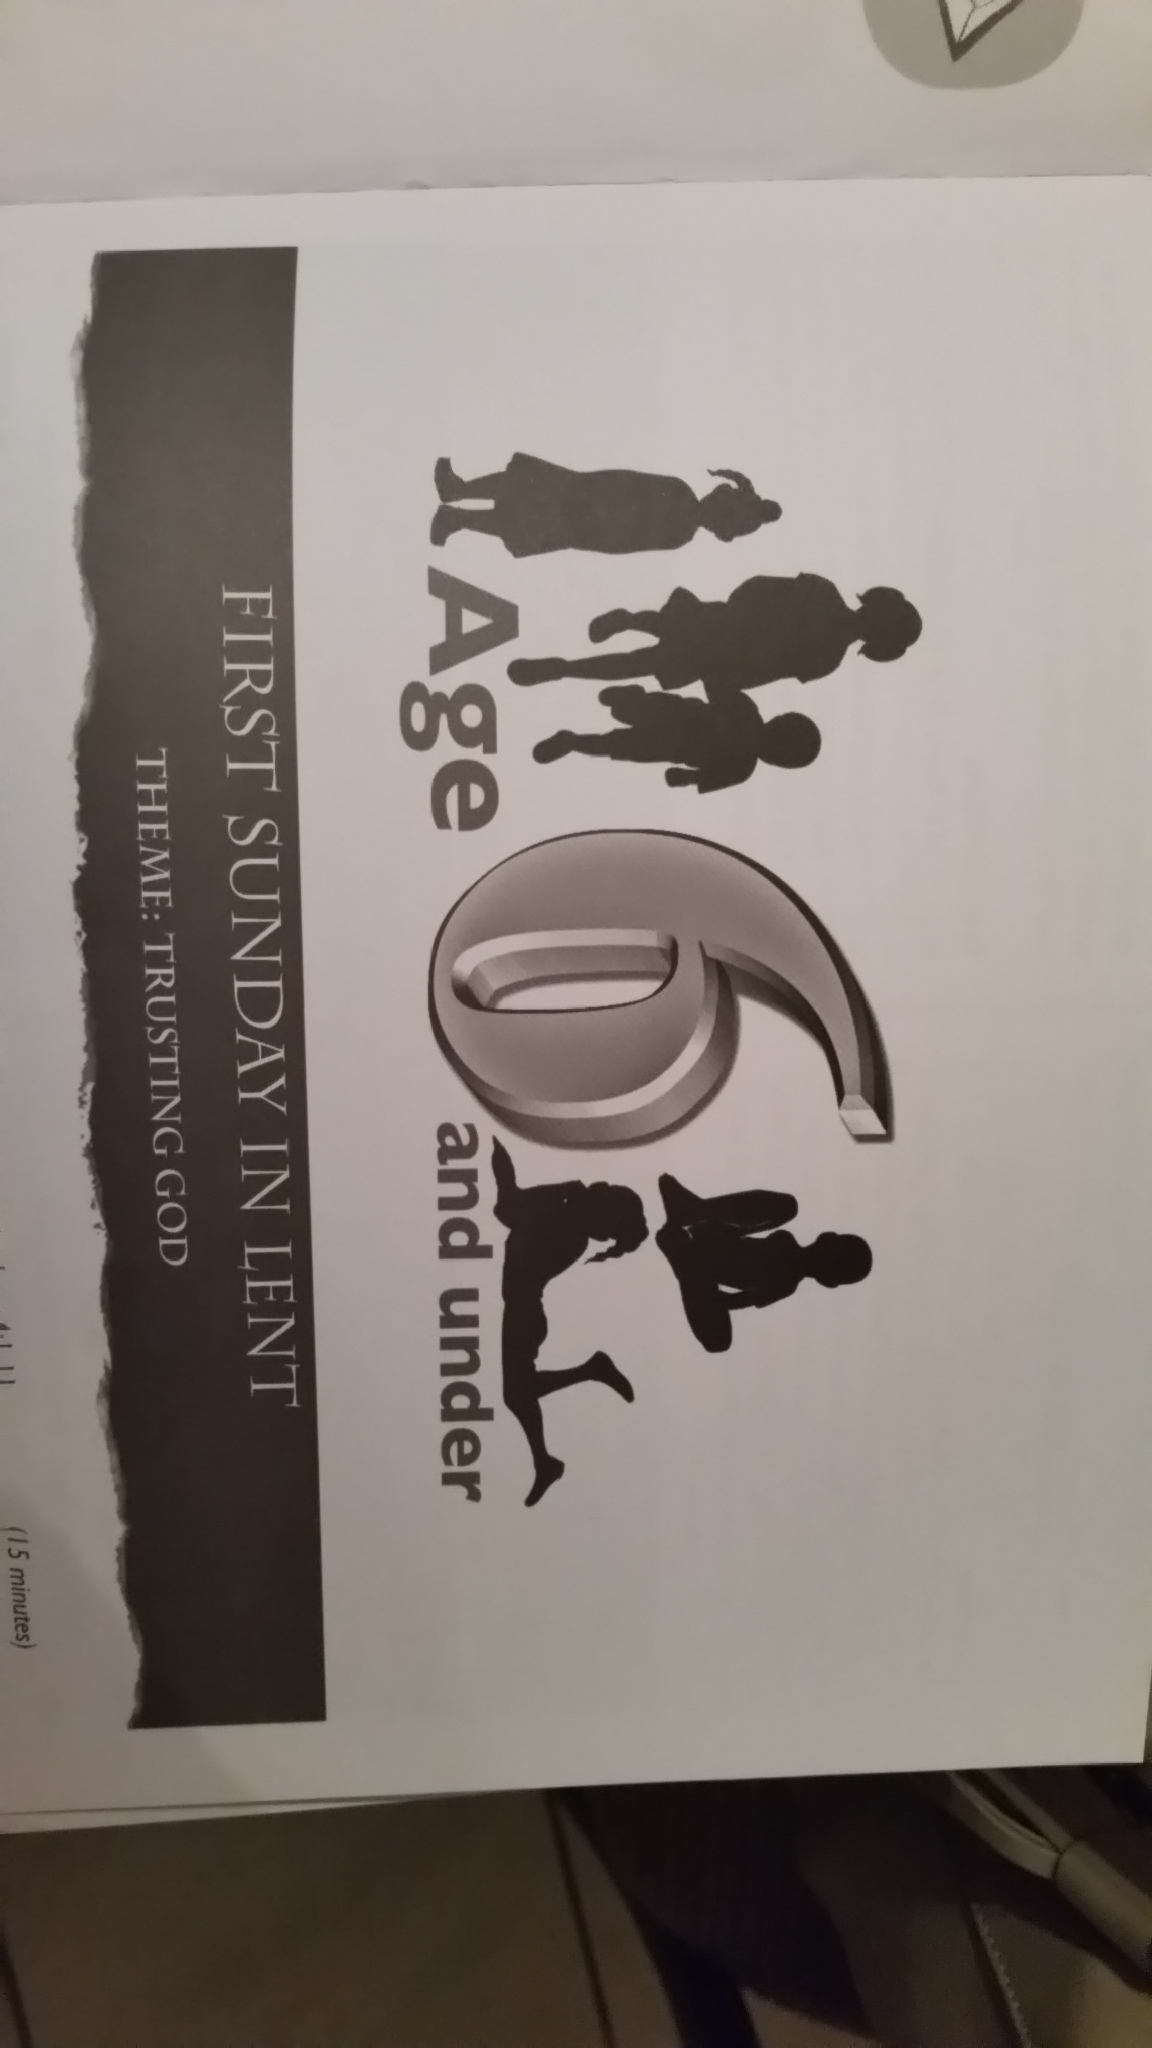 Age 6 and under
FIRST SUNDAY IN LENT
THEME: TRUSTING GOD
(15 minutes)